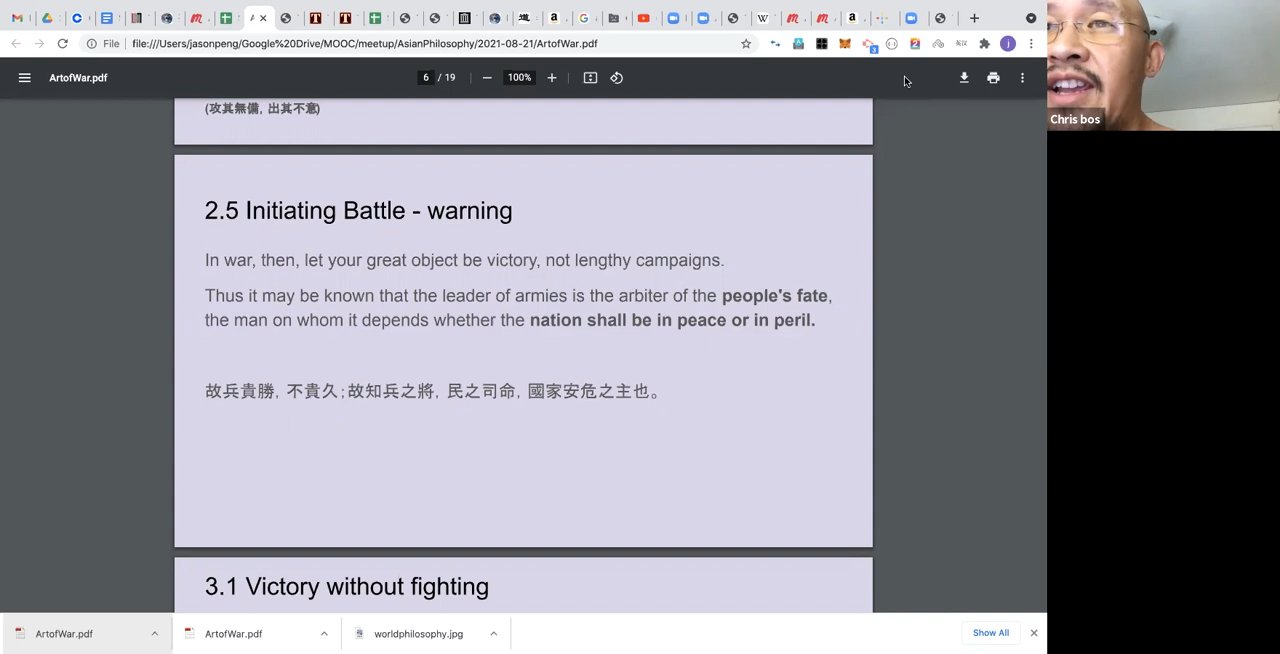 File
file:///Users/jasonpeng/Google%20Drive/MOOC/meetup/AsianPhilosophy/2021-08-21/ArtofWar.pdf
ArtofWar.pdf
6 / 19
100%
Chris bos
(攻其無備, 出其不意)
2.5 Initiating Battle - warning
In war, then, let your great object be victory, not lengthy campaigns.
Thus it may be known that the leader of armies is the arbiter of the people's fate,
the man on whom it depends whether the nation shall be in peace or in peril.
故兵貴勝, 不貴久;故知兵之將, 民之司命, 國家安危之主也。
3.1 Victory without fighting
ArtofWar.pdf
ArtofWar.pdf
worldphilosophy.jpg
Show All